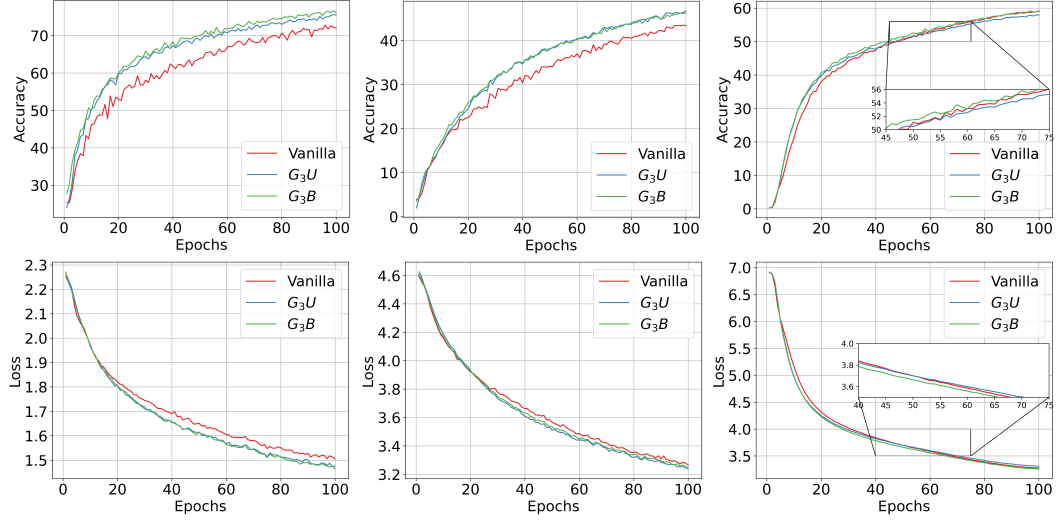 70
60
50
40
30
Accuracy
0 20 40 60 80 100
Epochs
Vanilla
G₃U
G₃B
40
30
20
10
0
Accuracy
0 20 40 60 80 100
Epochs
Vanilla
G₃U
G₃B
60
50
40
30
20
10
0
Accuracy
0 20 40 60 80 100
Epochs
56
54
52
50
45 50 55 60 65 70 75
Vanilla
G₃U
G₃B
2.3
2.2
2.1
2.0
1.9
1.8
1.7
1.6
1.5
Loss
0 20 40 60 80 100
Epochs
Vanilla
G₃U
G₃B
4.6
4.4
4.2
4.0
3.8
3.6
3.4
3.2
Loss
0 20 40 60 80 100
Epochs
Vanilla
G₃U
G₃B
7.0
6.5
6.0
5.5
5.0
4.5
4.0
3.5
Loss
0 20 40 60 80 100
Epochs
Vanilla
G₃U
G₃B
4.0
3.8
3.6
40 45 50 55 60 65 70 75